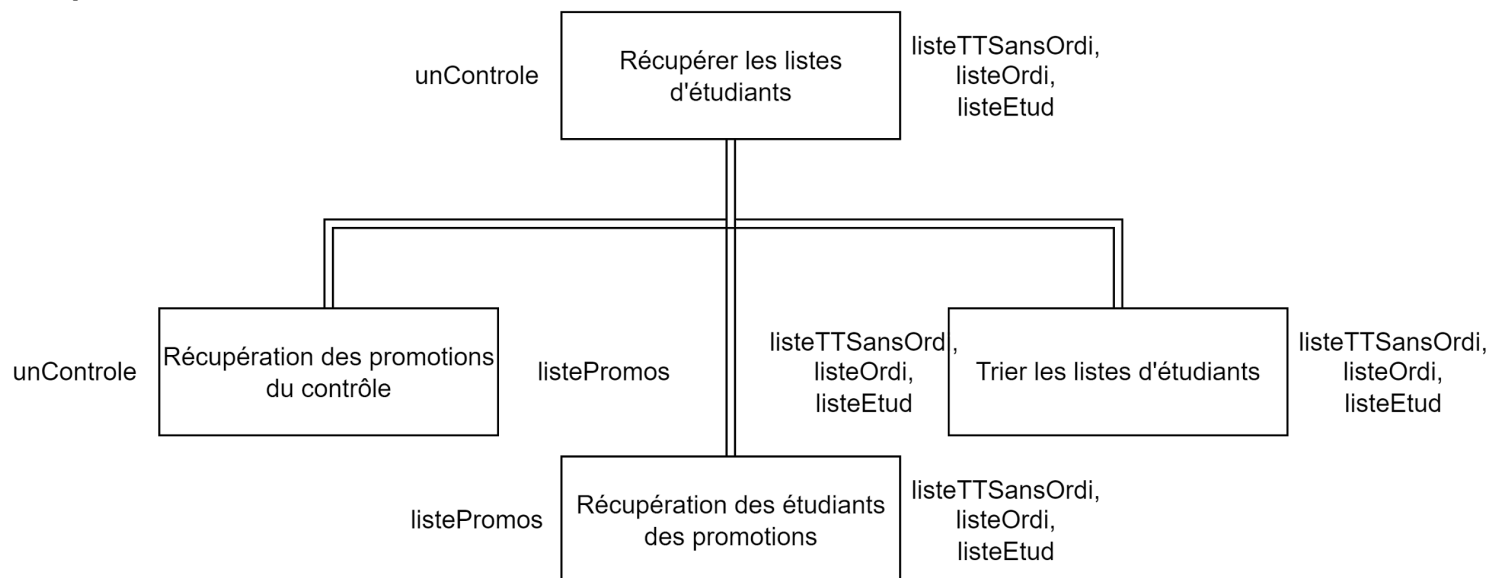 unControle
Récupérer les listes
d'étudiants
listeTTSansOrdi,
listeOrdi,
listeEtud
unControle
Récupération des promotions
du contrôle
listePromos
listeTTSansOrdi,
listeOrdi,
listeEtud
Trier les listes d'étudiants
listeTTSansOrdi,
listeOrdi,
listeEtud
listePromos
Récupération des étudiants
des promotions
listeTTSansOrdi,
listeOrdi,
listeEtud